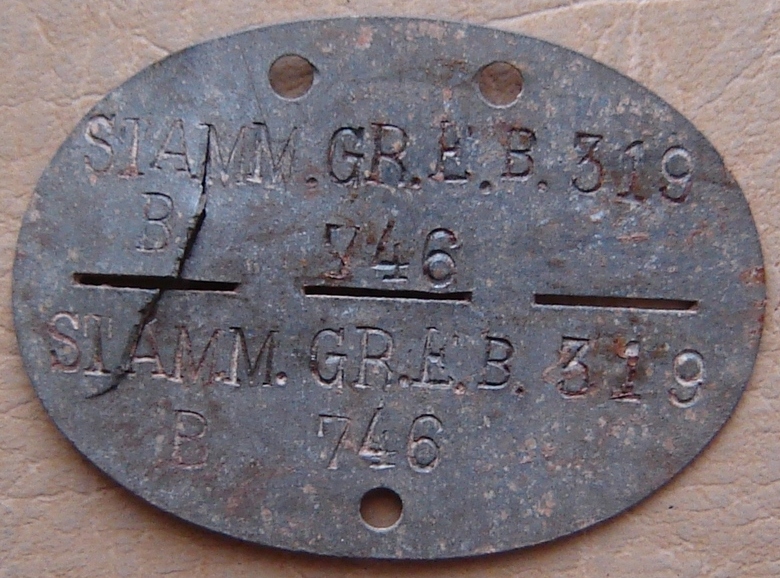 STAMM.GR.E.B. 319
B. 746
STAMM. GR.E.B. 319
B. 746